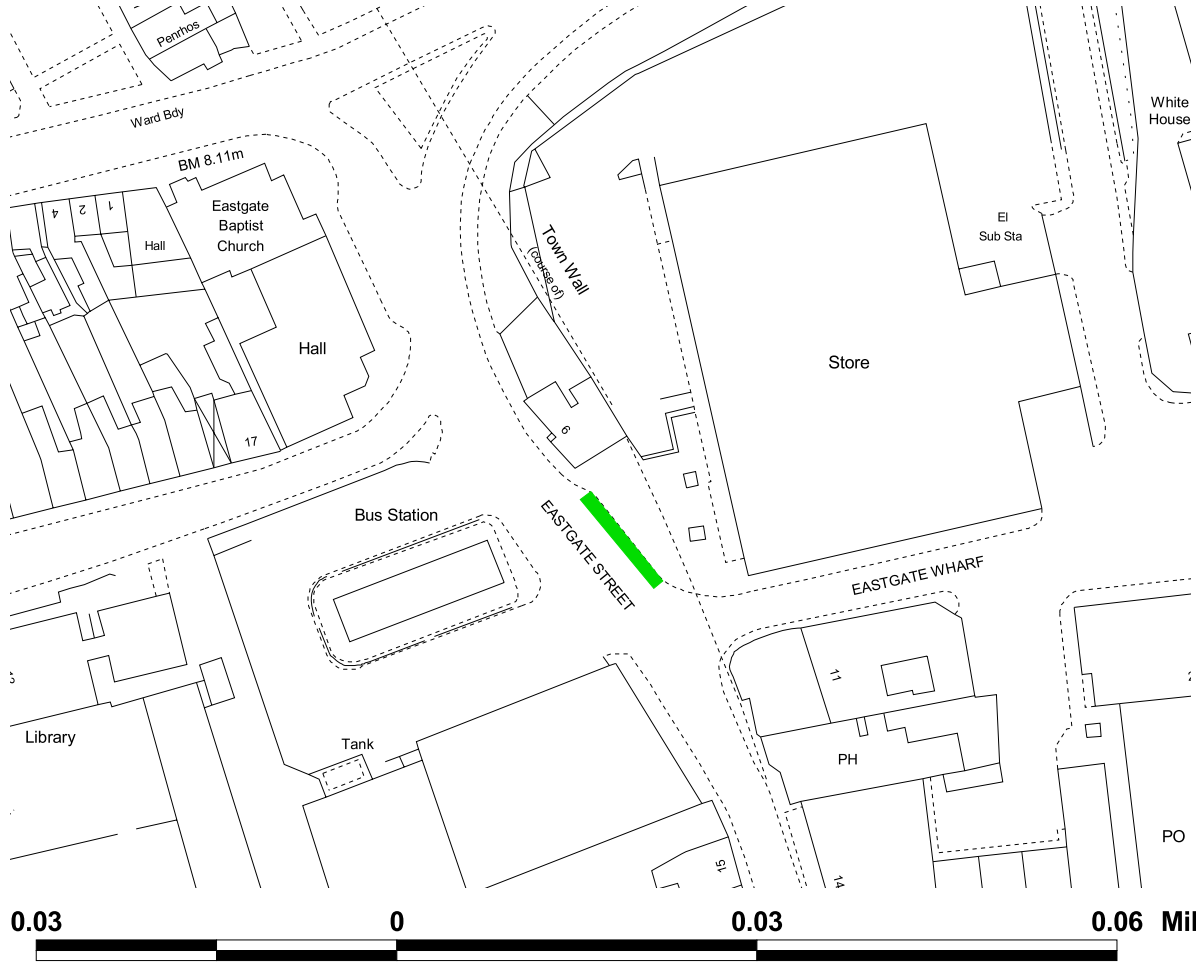 Penrhos
Ward Bdy
BM 8.11m
White
House
4
2
1
Hall
Eastgate
Baptist
Church
Town Wall
(course of)
El
Sub Sta
Hall
Store
17
6
Bus Station
EASTGATE STREET
EASTGATE WHARF
11
Library
Tank
PH
PO
15
14
0.03
0
0.03
0.06
Mil